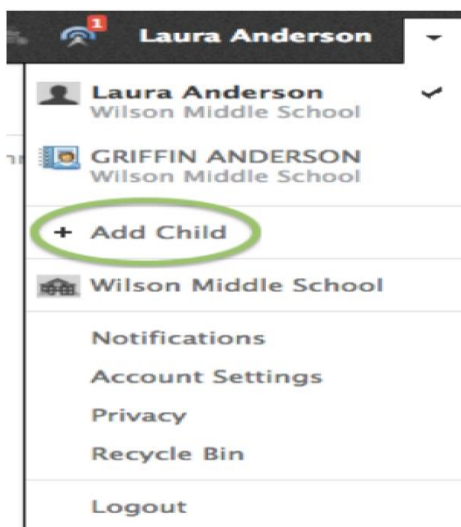 1
Laura Anderson
Laura Anderson
Wilson Middle School
GRIFFIN ANDERSON
Wilson Middle School
+ Add Child
Wilson Middle School
Notifications
Account Settings
Privacy
Recycle Bin
Logout